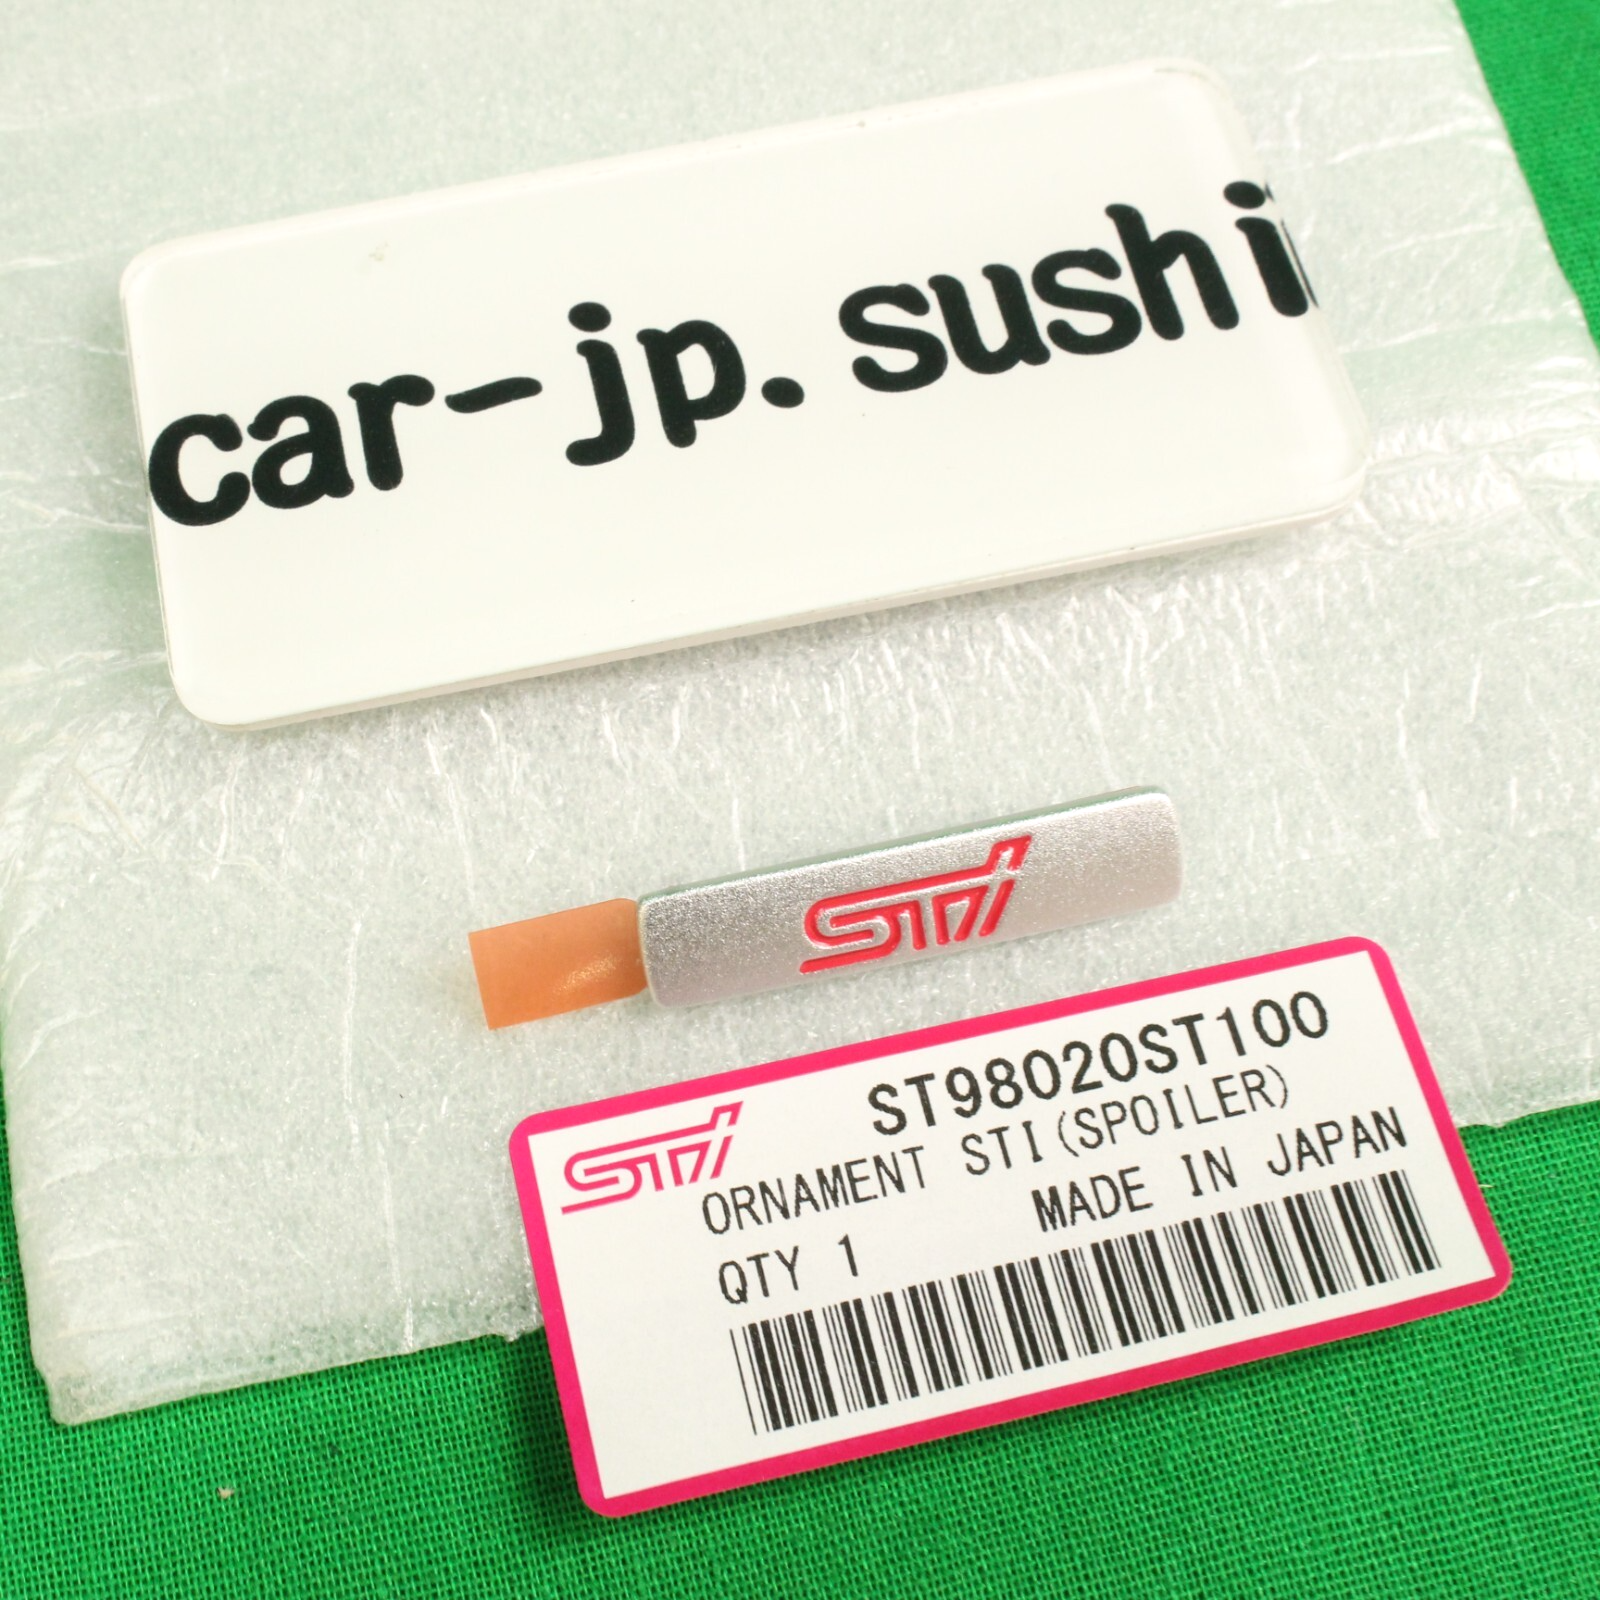 car-jp.sushi
STI
ST98020ST100
STI
ORNAMENT STI(SPOILER)
QTY 1 MADE IN JAPAN